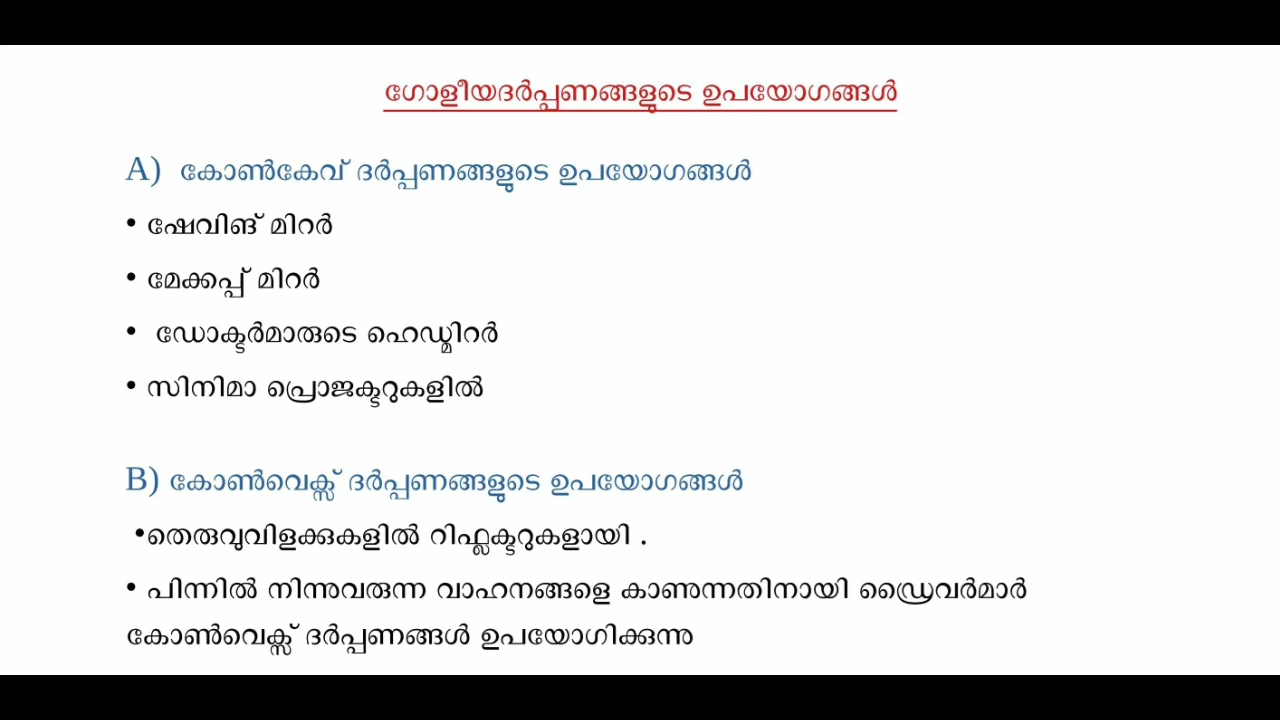 ഗോളീയദർപ്പണങ്ങളുടെ ഉപയോഗങ്ങൾ
A) കോൺകേവ് ദർപ്പണങ്ങളുടെ ഉപയോഗങ്ങൾ
• ഷേവിങ് മിറർ
• മേക്കപ്പ് മിറർ
• ഡോക്ടർമാരുടെ ഹെഡ്മിറർ
• സിനിമാ പ്രൊജക്ടറുകളിൽ
B) കോൺവെക്സ് ദർപ്പണങ്ങളുടെ ഉപയോഗങ്ങൾ
•തെരുവുവിളക്കുകളിൽ റിഫ്ലക്ടറുകളായി .
• പിന്നിൽ നിന്നുവരുന്ന വാഹനങ്ങളെ കാണുന്നതിനായി ഡ്രൈവർമാർ
കോൺവെക്സ് ദർപ്പണങ്ങൾ ഉപയോഗിക്കുന്നു